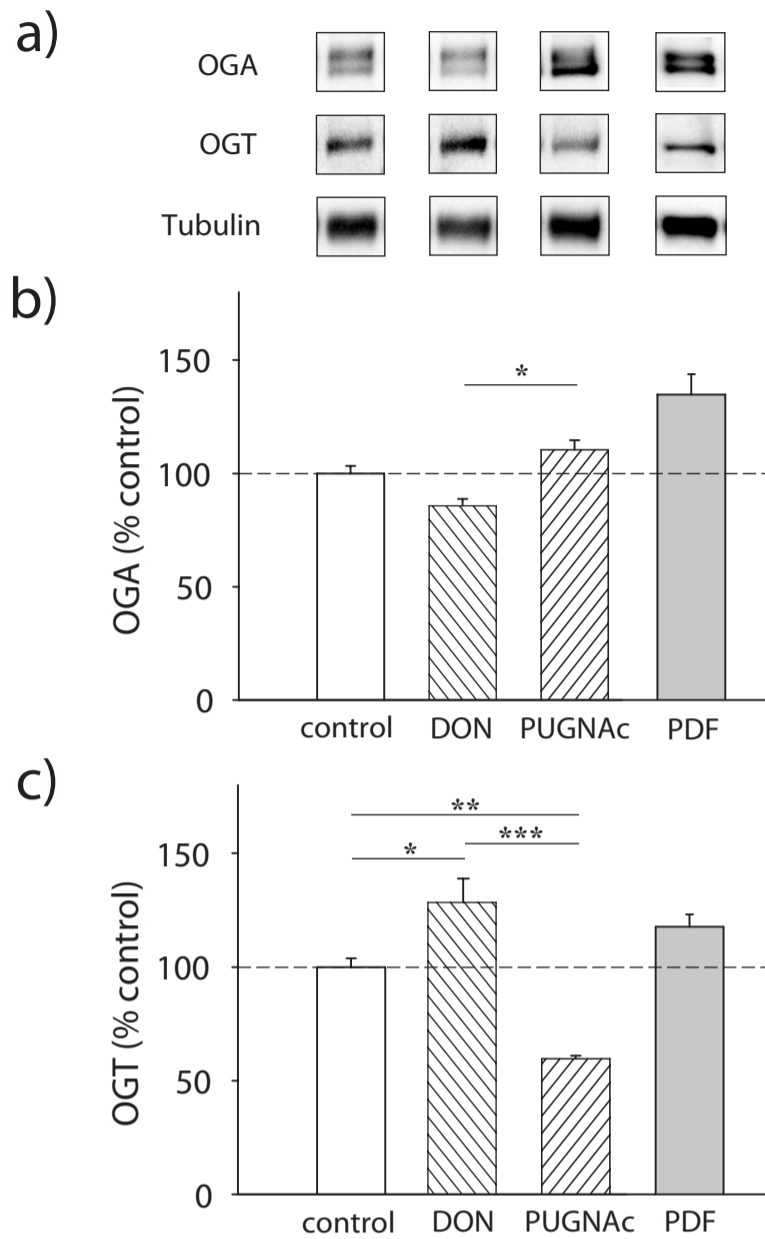 a)
OGA
OGT
Tubulin
b)
OGA (% control)
150
100
50
0
*
control DON PUGNAc PDF
c)
OGT (% control)
150
100
50
0
**
***
*
control DON PUGNAc PDF